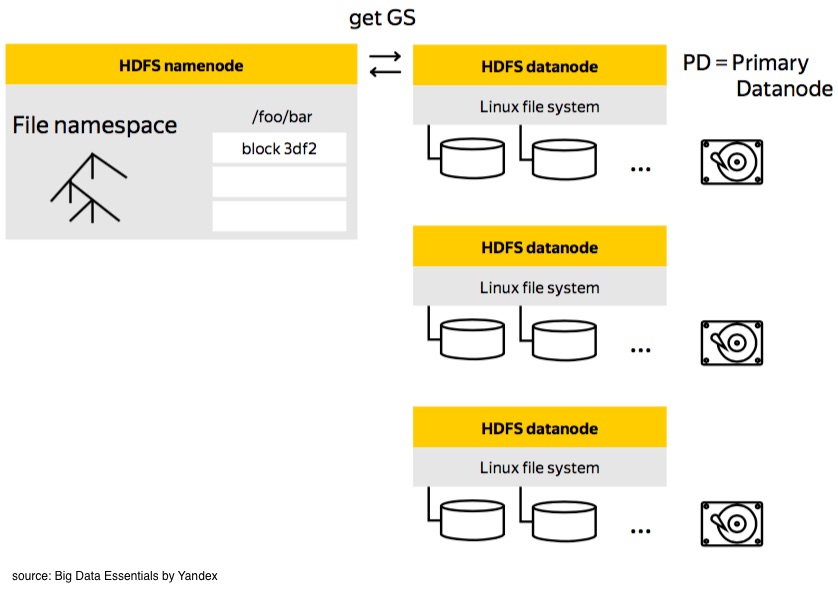 get GS
HDFS namenode
File namespace
/foo/bar
block 3df2
HDFS datanode
Linux file system
...
PD = Primary
Datanode
HDFS datanode
Linux file system
...
HDFS datanode
Linux file system
...
source: Big Data Essentials by Yandex